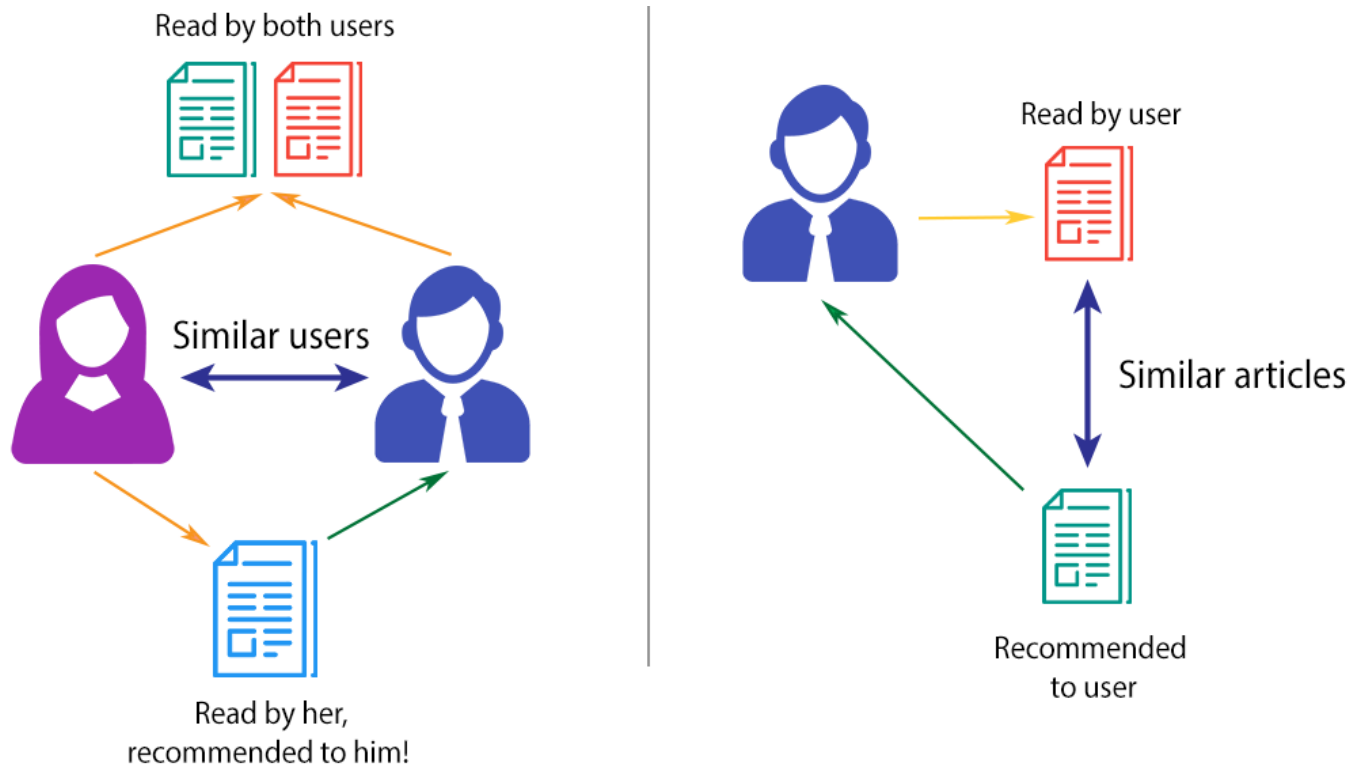 Read by both users
Similar users
Read by her,
recommended to him!
Read by user
Similar articles
Recommended
to user